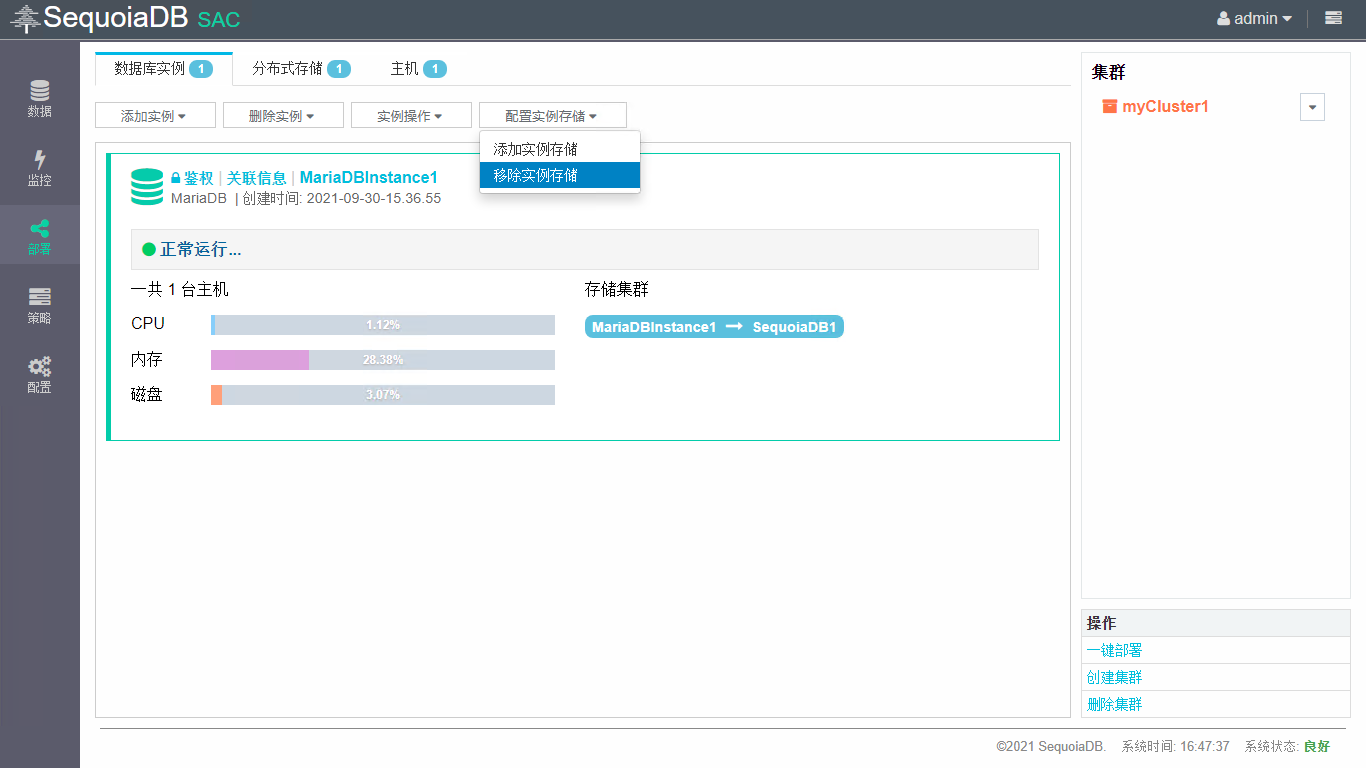 SequoiaDB SAC
admin
数据
监控
部署
策略
配置
数据库实例 1 分布式存储 1 主机 1
添加实例 删除实例 实例操作 配置实例存储
添加实例存储
移除实例存储
鉴权 | 关联信息 | MariaDBInstance1
MariaDB | 创建时间: 2021-09-30-15.36.55
正常运行...
一共 1 台主机
CPU 1.12%
内存 28.38%
磁盘 3.07%
存储集群
MariaDBInstance1 → SequoiaDB1
集群
myCluster1
操作
一键部署
创建集群
删除集群
©2021 SequoiaDB. 系统时间: 16:47:37 系统状态: 良好